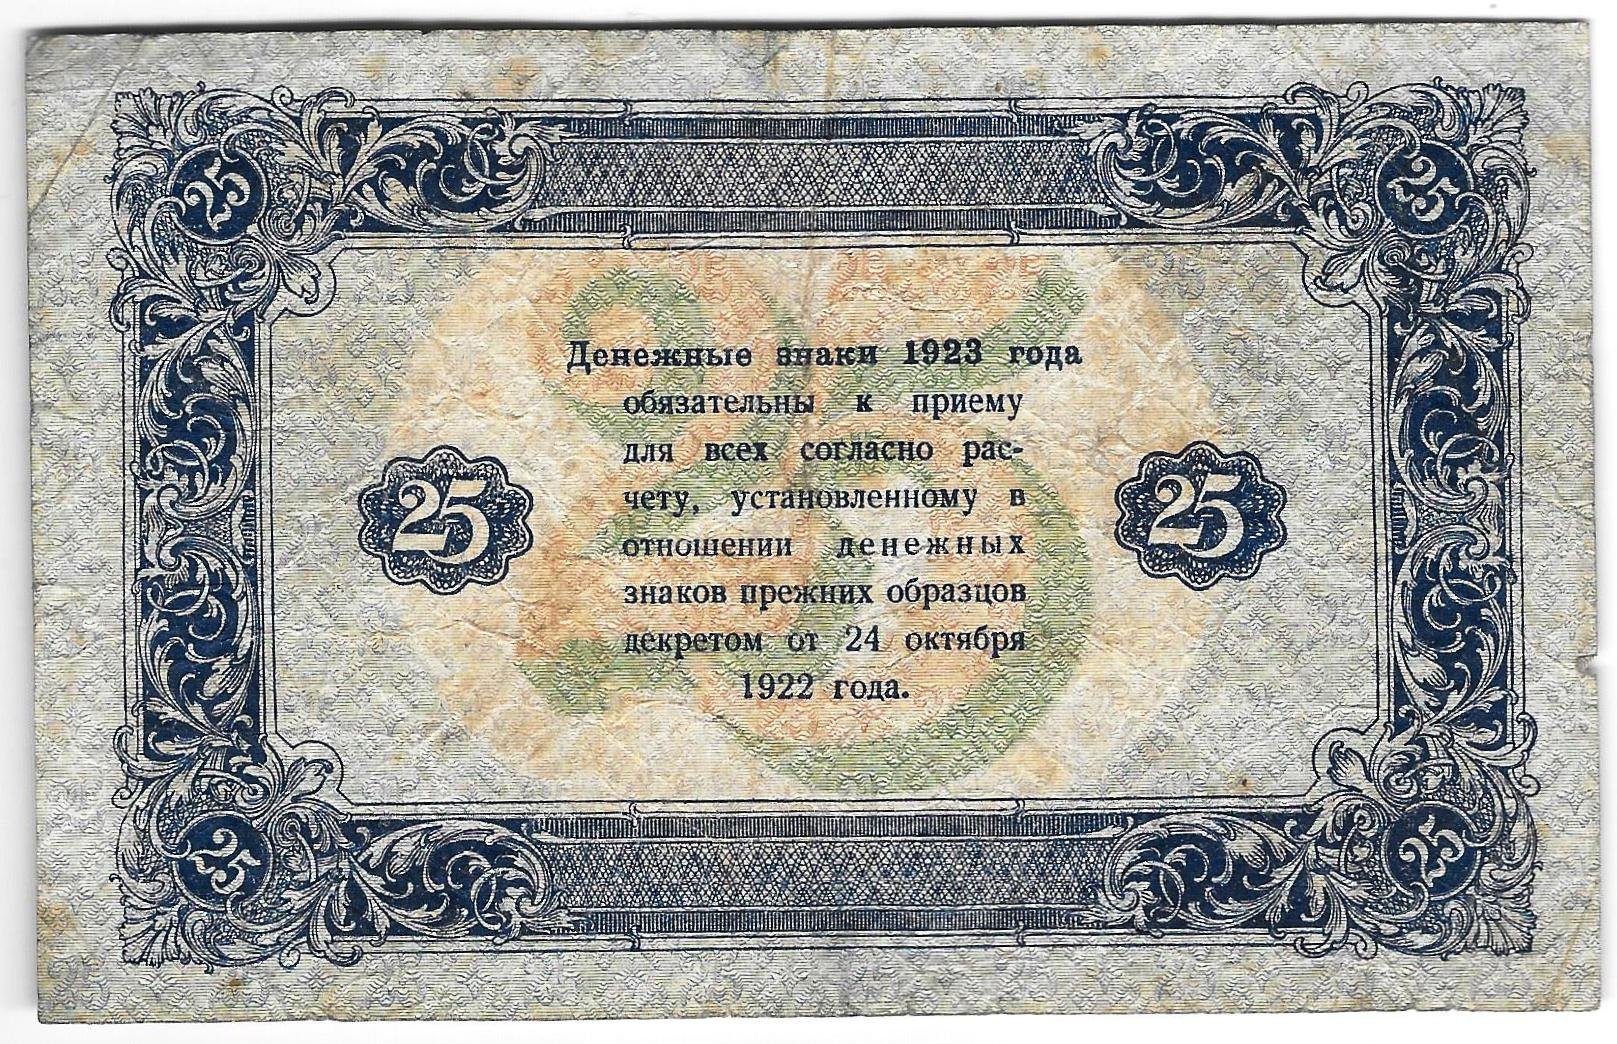 25 25
Денежные знаки 1923 года
обязательны к приему
для всех согласно рас-
чету, установленному в
отношении денежных
знаков прежних образцов
декретом от 24 октября
1922 года.
25 25
25
25 25